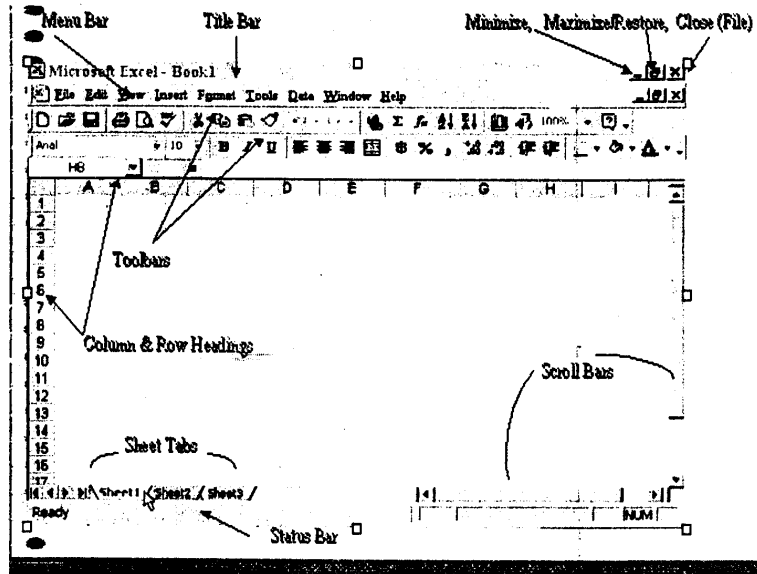 Menu Bar Title Bar Minimize, Maximize/Restore, Close (File)
Microsoft Excel - Book1
File Edit View Insert Format Tools Data Window Help
100%
Arial 10 B I U $ % ,
H8 =
A B C D E F G H I
1
2
3
4
Toolbars
5
6
7
8
9 Column & Row Headings
10
11 Scroll Bars
12
13
14
Sheet Tabs
15
16
17
Sheet1 Sheet2 Sheet3
Ready NUM
Status Bar